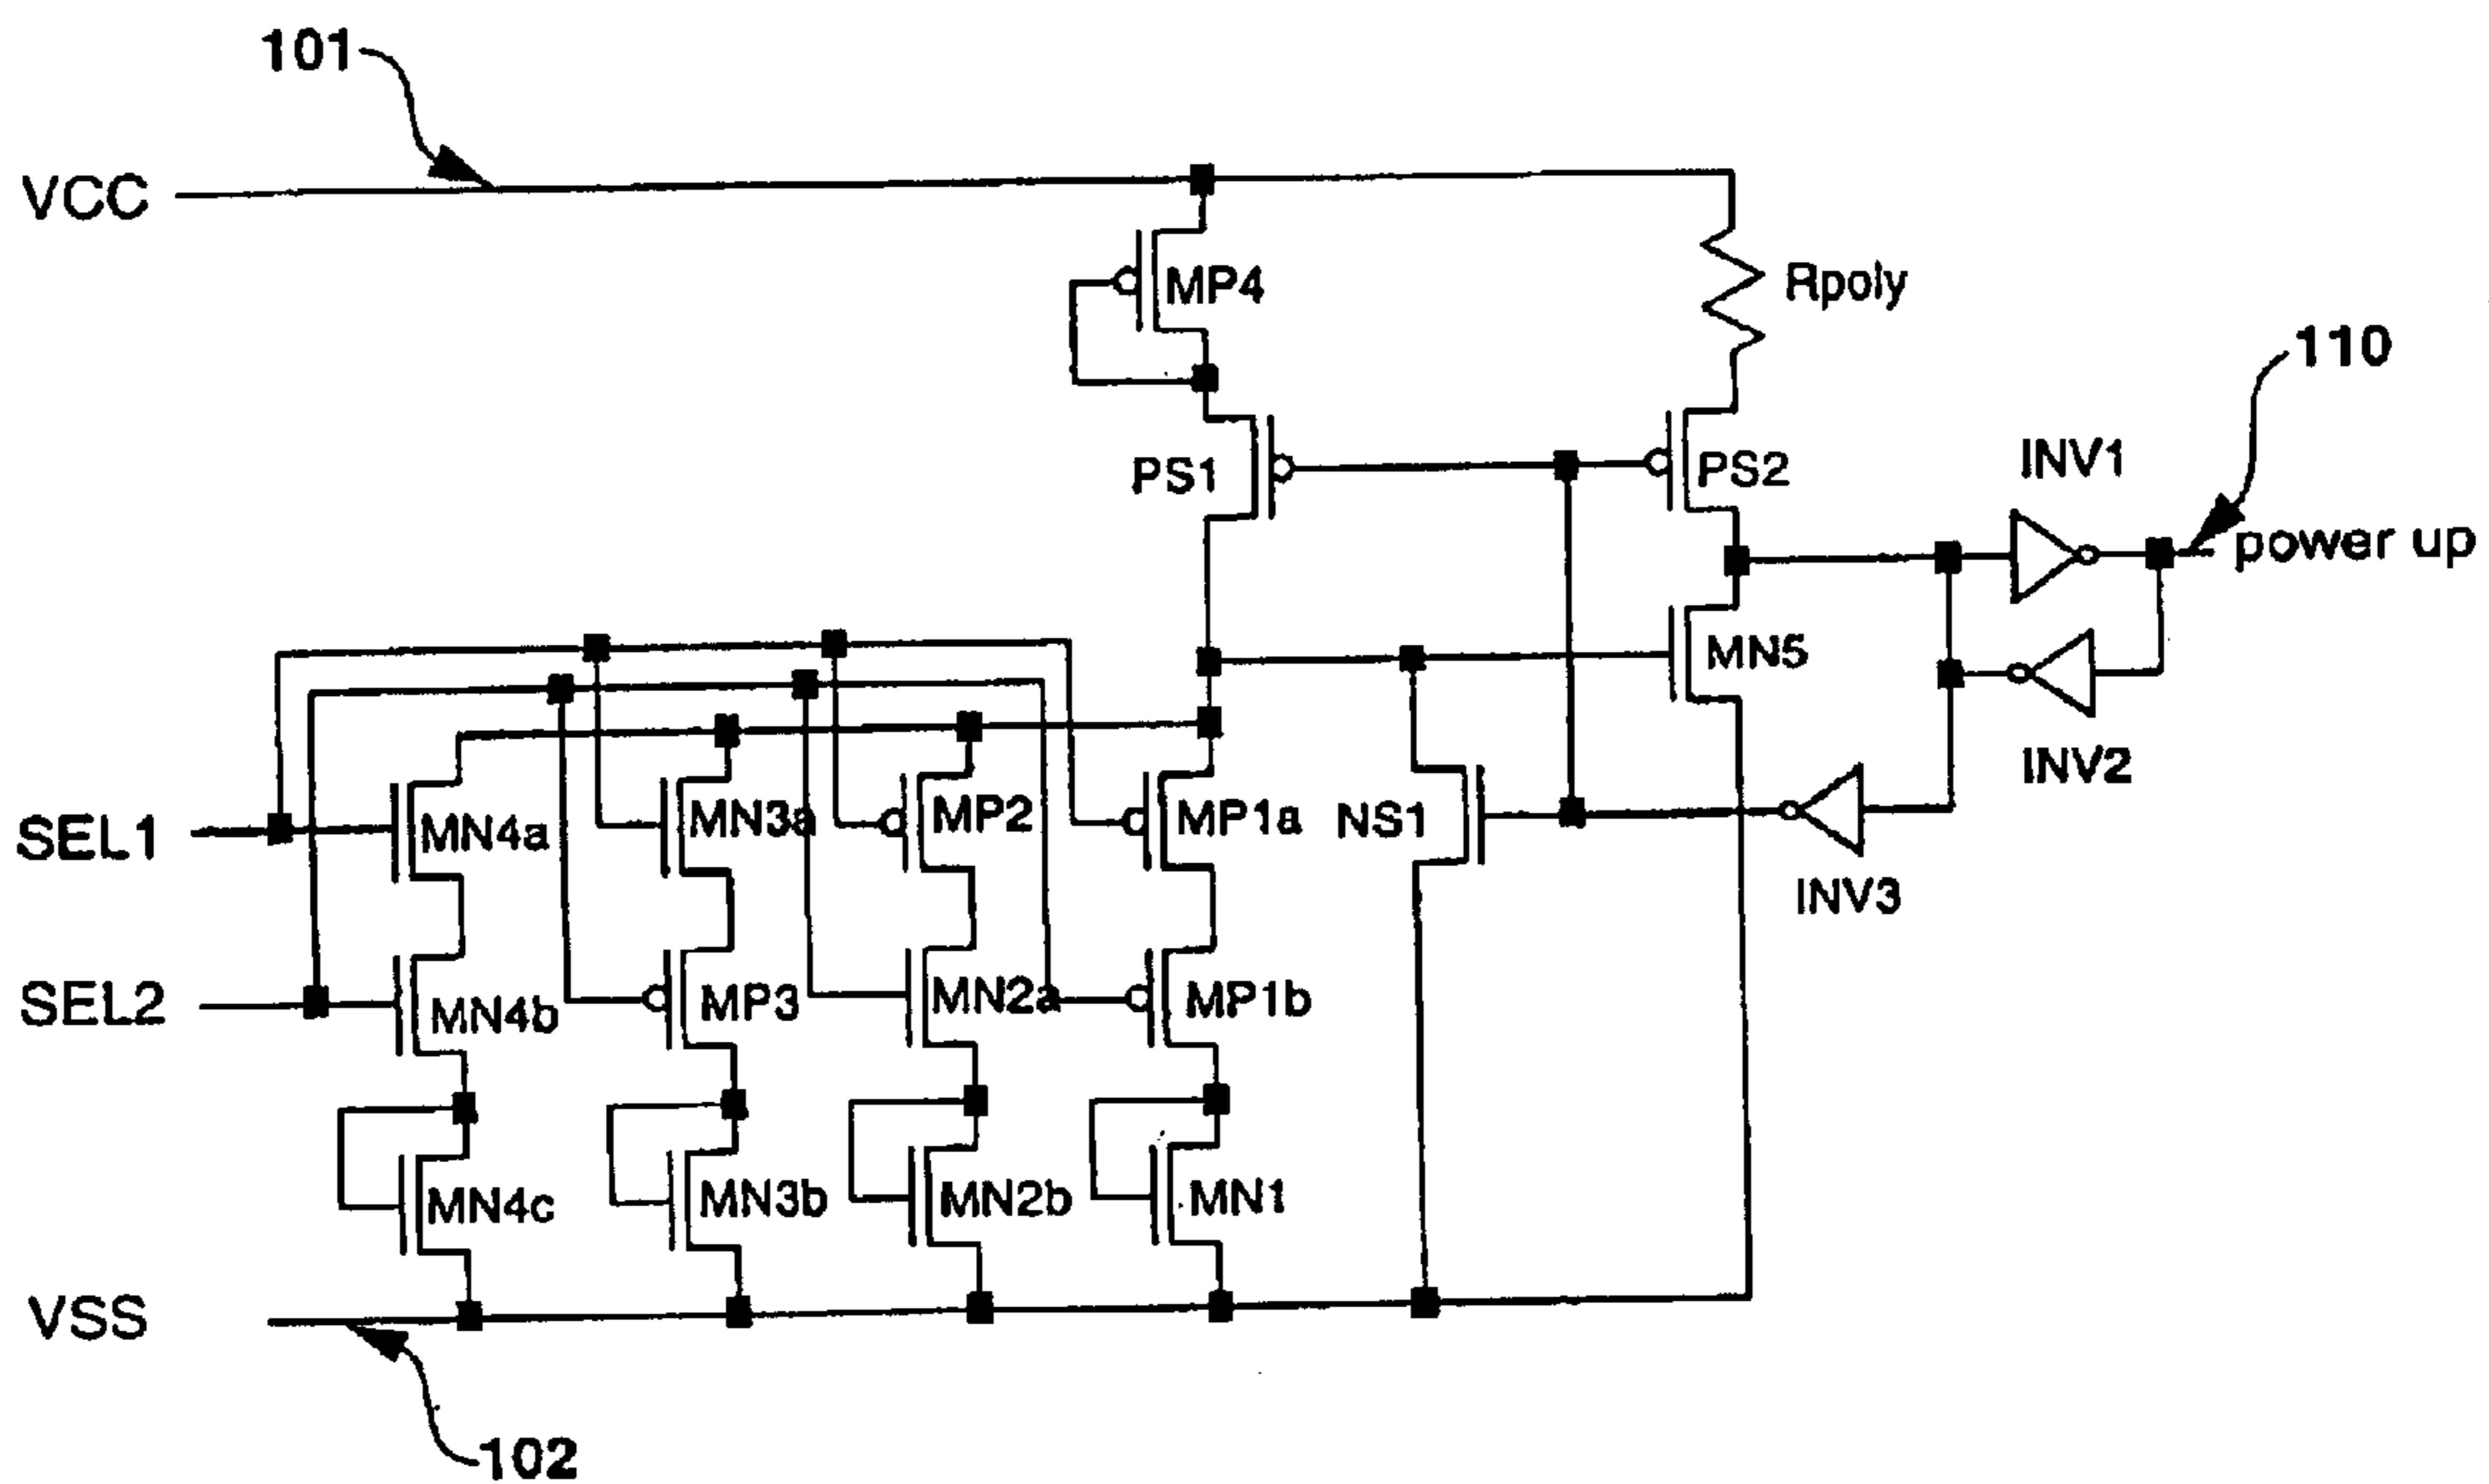 101
VCC
MP4
Rpoly
110
PS1
PS2
INV1
power up
MN5
INV2
SEL1
MN4a
MN3a
MP2
MP1a
NS1
INV3
SEL2
MN4b
MP3
MN2a
MP1b
MN4c
MN3b
MN2b
MN1
VSS
102